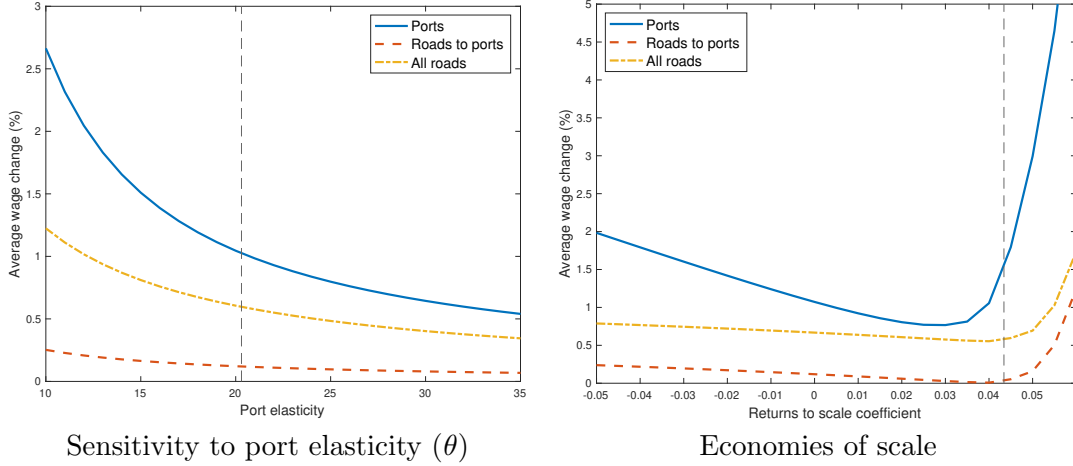 3
2.5
2
1.5
1
0.5
0
10
15
20
25
30
35
Average wage change (%)
Port elasticity
Ports
Roads to ports
All roads
Sensitivity to port elasticity (θ)
5
4.5
4
3.5
3
2.5
2
1.5
1
0.5
0
-0.05
-0.04
-0.03
-0.02
-0.01
0
0.01
0.02
0.03
0.04
0.05
Average wage change (%)
Returns to scale coefficient
Ports
Roads to ports
All roads
Economies of scale